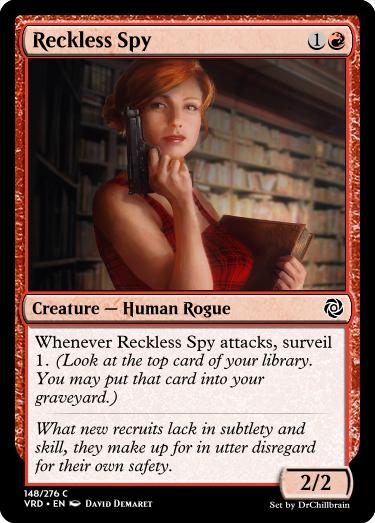 Reckless Spy 1
Creature — Human Rogue
Whenever Reckless Spy attacks, surveil
1. (Look at the top card of your library.
You may put that card into your
graveyard.)
What new recruits lack in subtlety and
skill, they make up for in utter disregard
for their own safety.
2/2
148/276 C
VRD • EN DAVID DEMARET
Set by DrChillbrain